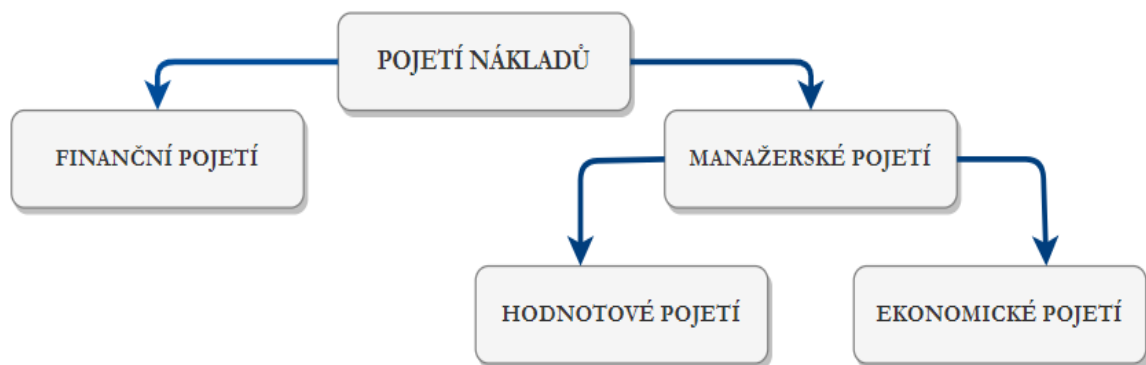 POJETÍ NÁKLADŮ
FINANČNÍ POJETÍ
MANAŽERSKÉ POJETÍ
HODNOTOVÉ POJETÍ
EKONOMICKÉ POJETÍ